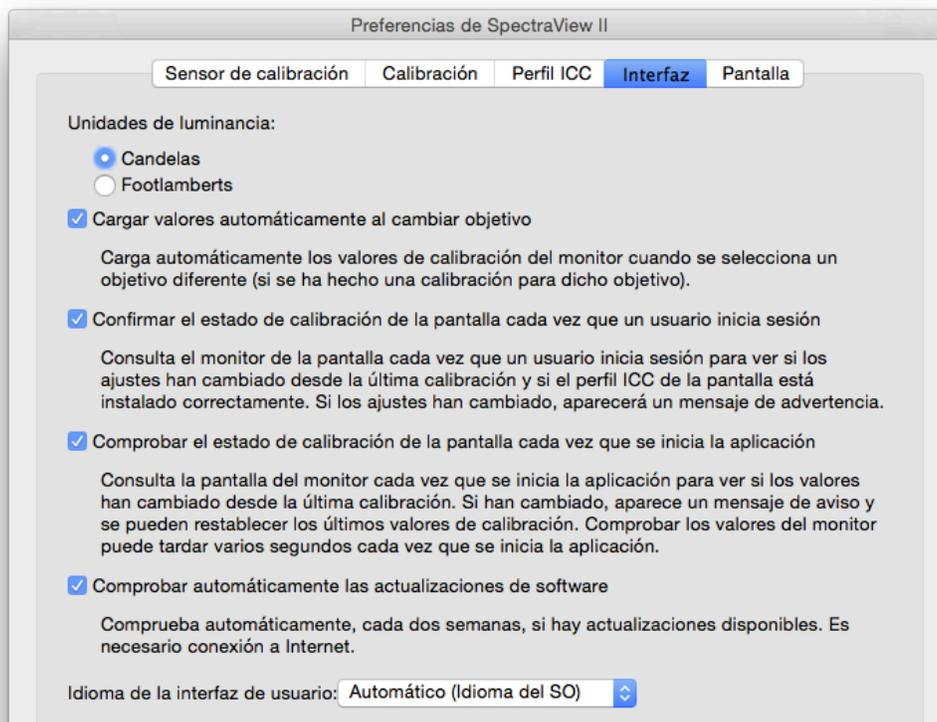 Preferencias de SpectraView II
Sensor de calibración Calibración Perfil ICC Interfaz Pantalla
Unidades de luminancia:
Candelas
Footlamberts
Cargar valores automáticamente al cambiar objetivo
Carga automáticamente los valores de calibración del monitor cuando se selecciona un
objetivo diferente (si se ha hecho una calibración para dicho objetivo).
Confirmar el estado de calibración de la pantalla cada vez que un usuario inicia sesión
Consulta el monitor de la pantalla cada vez que un usuario inicia sesión para ver si los
ajustes han cambiado desde la última calibración y si el perfil ICC de la pantalla está
instalado correctamente. Si los ajustes han cambiado, aparecerá un mensaje de advertencia.
Comprobar el estado de calibración de la pantalla cada vez que se inicia la aplicación
Consulta la pantalla del monitor cada vez que se inicia la aplicación para ver si los valores
han cambiado desde la última calibración. Si han cambiado, aparece un mensaje de aviso y
se pueden restablecer los últimos valores de calibración. Comprobar los valores del monitor
puede tardar varios segundos cada vez que se inicia la aplicación.
Comprobar automáticamente las actualizaciones de software
Comprueba automáticamente, cada dos semanas, si hay actualizaciones disponibles. Es
necesario conexión a Internet.
Idioma de la interfaz de usuario: Automático (Idioma del SO)